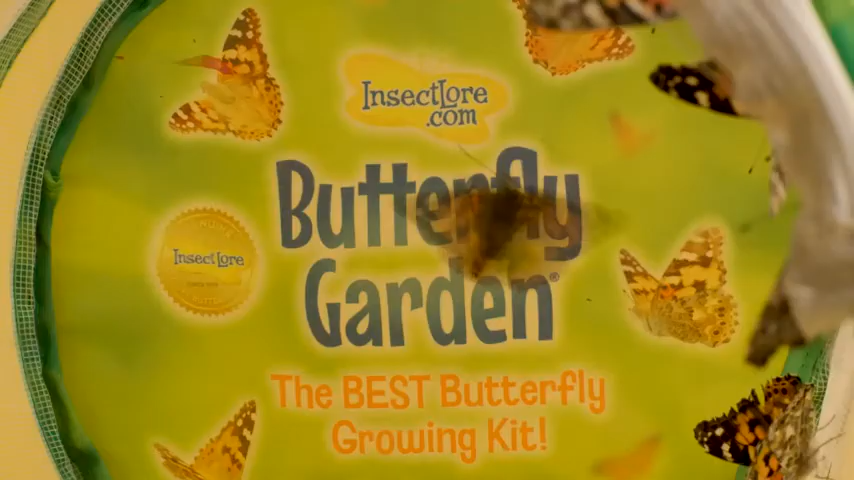 InsectLore
.com
Butterfly
Garden®
InsectLore
The BEST Butterfly
Growing Kit!